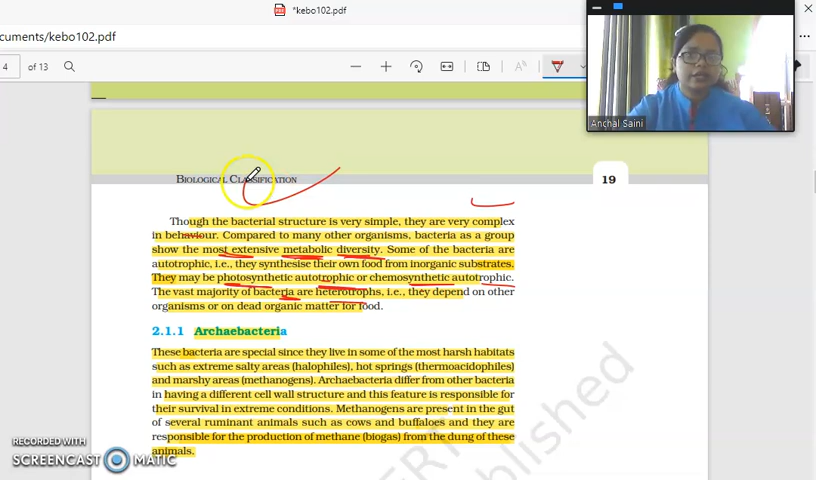 *kebo102.pdf
cuments/kebo102.pdf
4 of 13
Anchal Saini
BIOLOGICAL CLASSIFICATION 19
Though the bacterial structure is very simple, they are very complex
in behaviour. Compared to many other organisms, bacteria as a group
show the most extensive metabolic diversity. Some of the bacteria are
autotrophic, i.e., they synthesise their own food from inorganic substrates.
They may be photosynthetic autotrophic or chemosynthetic autotrophic.
The vast majority of bacteria are heterotrophs, i.e., they depend on other
organisms or on dead organic matter for food.
2.1.1 Archaebacteria
These bacteria are special since they live in some of the most harsh habitats
such as extreme salty areas (halophiles), hot springs (thermoacidophiles)
and marshy areas (methanogens). Archaebacteria differ from other bacteria
in having a different cell wall structure and this feature is responsible for
their survival in extreme conditions. Methanogens are present in the gut
of several ruminant animals such as cows and buffaloes and they are
responsible for the production of methane (biogas) from the dung of these
animals.
blished
RECORDED WITH
SCREENCAST MATIC